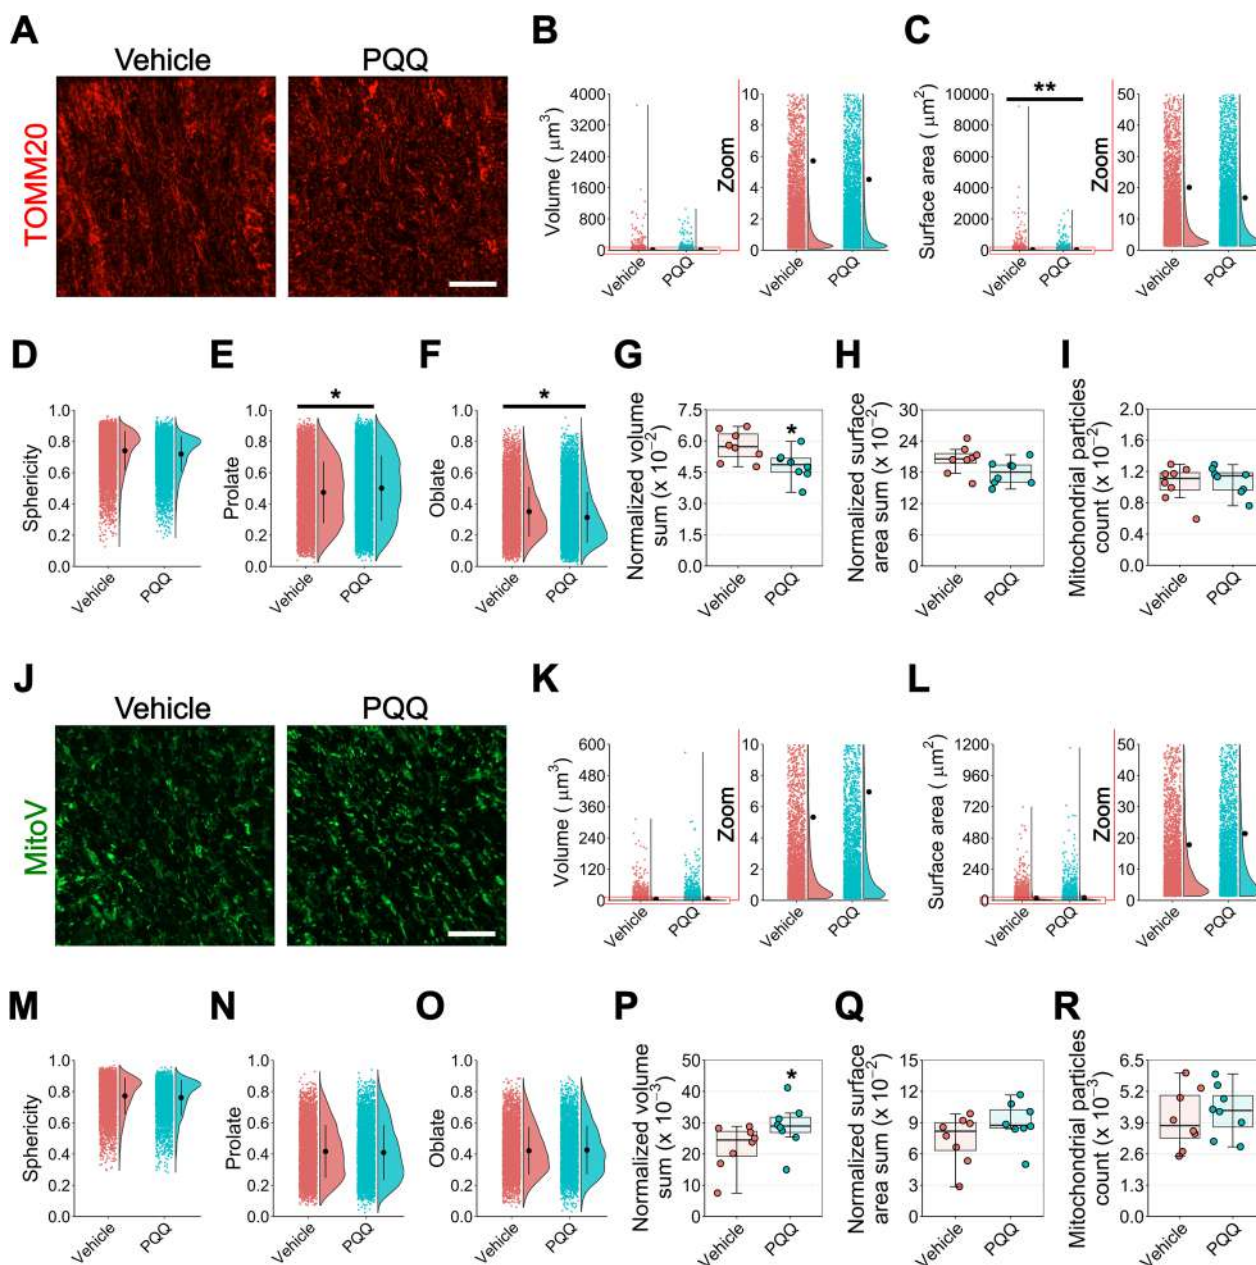 A
Vehicle
PQQ
TOMM20
B
Volume ( μm³)
4000
3200
2400
1600
800
0
Vehicle
PQQ
Zoom
10
8
6
4
2
0
Vehicle
PQQ
C
Surface area ( μm²)
10000
8000
6000
4000
2000
0
**
Vehicle
PQQ
Zoom
50
40
30
20
10
0
Vehicle
PQQ
D
Sphericity
1.0
0.8
0.6
0.4
0.2
0.0
Vehicle
PQQ
E
Prolate
1.0
0.8
0.6
0.4
0.2
0.0
*
Vehicle
PQQ
F
Oblate
1.0
0.8
0.6
0.4
0.2
0.0
*
Vehicle
PQQ
G
Normalized volume
sum (x 10⁻²)
7.5
6.0
4.5
3.0
1.5
0.0
*
Vehicle
PQQ
H
Normalized surface
area sum (x 10⁻²)
30
24
18
12
6
0
Vehicle
PQQ
I
Mitochondrial particles
count (x 10⁻²)
2.0
1.6
1.2
0.8
0.4
0.0
Vehicle
PQQ
J
Vehicle
PQQ
MitoV
K
Volume ( μm³)
600
480
360
240
120
0
Vehicle
PQQ
Zoom
10
8
6
4
2
0
Vehicle
PQQ
L
Surface area ( μm²)
1200
960
720
480
240
0
Vehicle
PQQ
Zoom
50
40
30
20
10
0
Vehicle
PQQ
M
Sphericity
1.0
0.8
0.6
0.4
0.2
0.0
Vehicle
PQQ
N
Prolate
1.0
0.8
0.6
0.4
0.2
0.0
Vehicle
PQQ
O
Oblate
1.0
0.8
0.6
0.4
0.2
0.0
Vehicle
PQQ
P
Normalized volume
sum (x 10⁻³)
50
40
30
20
10
0
*
Vehicle
PQQ
Q
Normalized surface
area sum (x 10⁻²)
15
12
9
6
3
0
Vehicle
PQQ
R
Mitochondrial particles
count (x 10⁻³)
6.5
5.2
3.9
2.6
1.3
0.0
Vehicle
PQQ